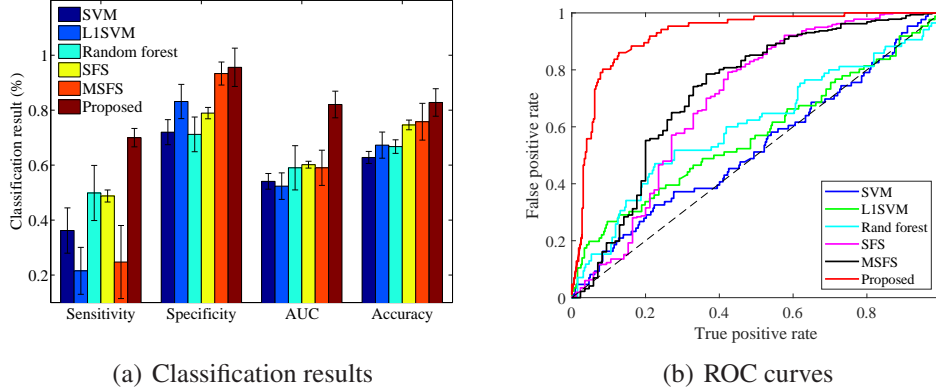 SVM
L1SVM
Random forest
SFS
MSFS
Proposed
Classification result (%)
1
0.8
0.6
0.4
0.2
Sensitivity
Specificity
AUC
Accuracy
(a) Classification results
False positive rate
1
0.8
0.6
0.4
0.2
0
0
0.2
0.4
0.6
0.8
True positive rate
SVM
L1SVM
Rand forest
SFS
MSFS
Proposed
(b) ROC curves